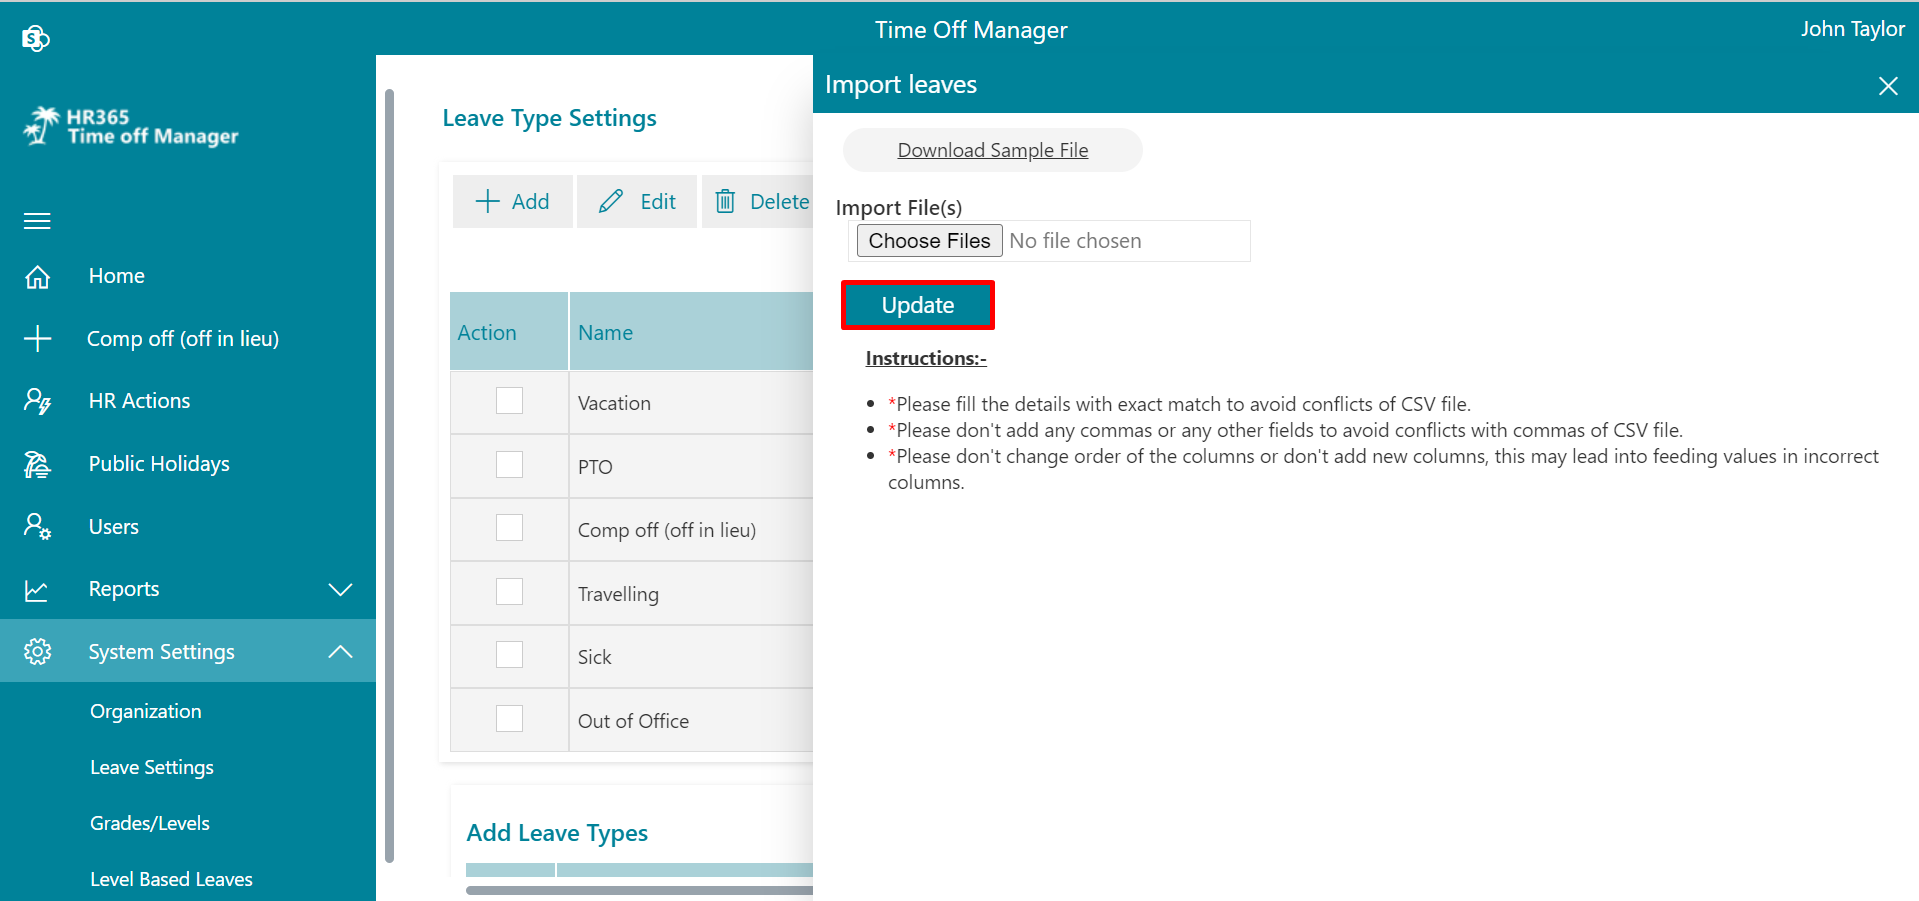 Time Off Manager
John Taylor
S
HR365
Time off Manager
Home
Comp off (off in lieu)
HR Actions
Public Holidays
Users
Reports
System Settings
Organization
Leave Settings
Grades/Levels
Level Based Leaves
Leave Type Settings
Add
Edit
Delete
Action
Name
Vacation
PTO
Comp off (off in lieu)
Travelling
Sick
Out of Office
Add Leave Types
Import leaves
Download Sample File
Import File(s)
Choose Files No file chosen
Update
Instructions:-
*Please fill the details with exact match to avoid conflicts of CSV file.
*Please don't add any commas or any other fields to avoid conflicts with commas of CSV file.
*Please don't change order of the columns or don't add new columns, this may lead into feeding values in incorrect
columns.